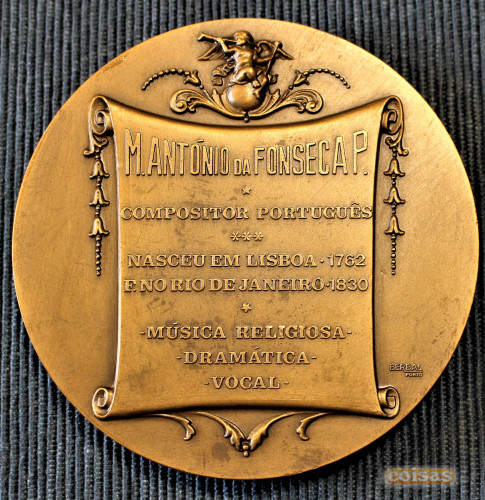 M. ANTÓNIO DA FONSECA P.
*
COMPOSITOR PORTUGUÊS
***
NASCEU EM LISBOA · 1762
F. NO RIO DE JANEIRO · 1830
*
-MÚSICA RELIGIOSA-
-DRAMÁTICA-
-VOCAL-
BERBAL
PORTO
coisas